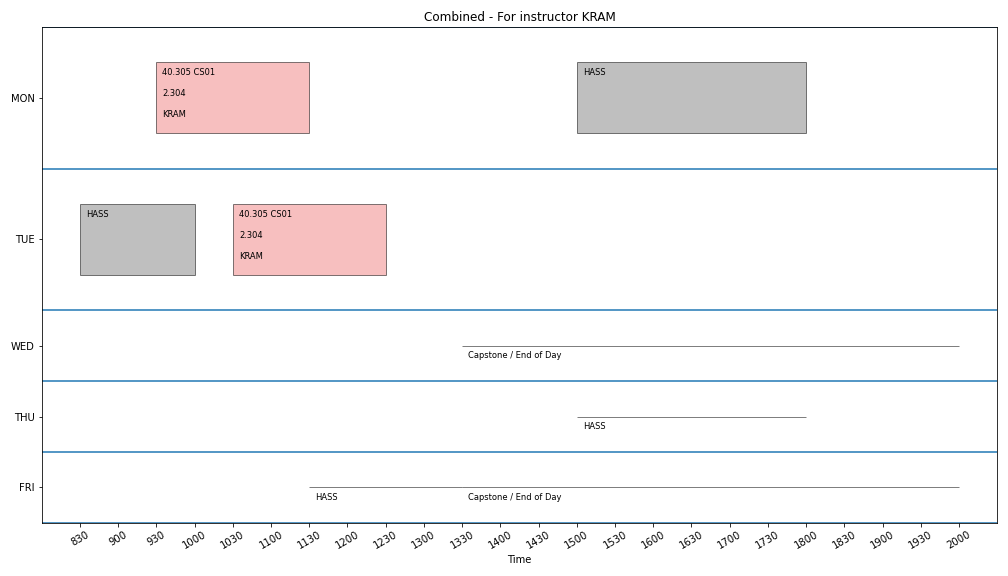 Combined - For instructor KRAM
MON
40.305 CS01
2.304
KRAM
HASS
TUE
HASS
40.305 CS01
2.304
KRAM
WED
Capstone / End of Day
THU
HASS
FRI
HASS
Capstone / End of Day
830 900 930 1000 1030 1100 1130 1200 1230 1300 1330 1400 1430 1500 1530 1600 1630 1700 1730 1800 1830 1900 1930 2000
Time